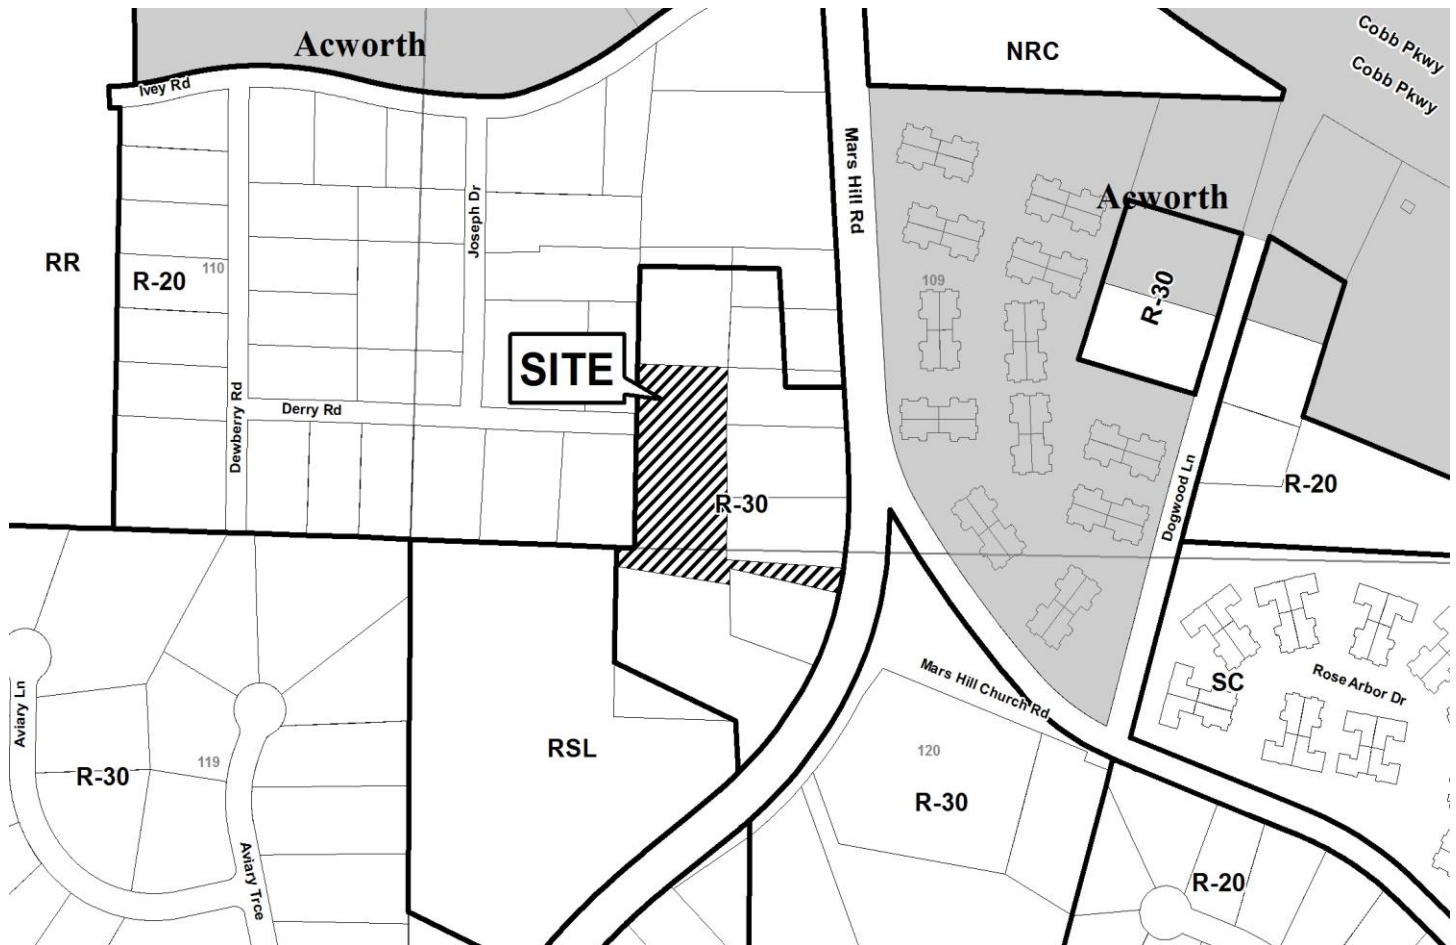 Acworth
NRC
Cobb Pkwy
Cobb Pkwy
Ivey Rd
Mars Hill Rd
Acworth
Joseph Dr
RR
R-20
110
109
R-30
SITE
Derry Rd
Dewberry Rd
R-30
R-20
Dogwood Ln
Mars Hill Church Rd
SC
Rose Arbor Dr
Aviary Ln
RSL
120
119
R-30
R-30
Aviary Trce
R-20